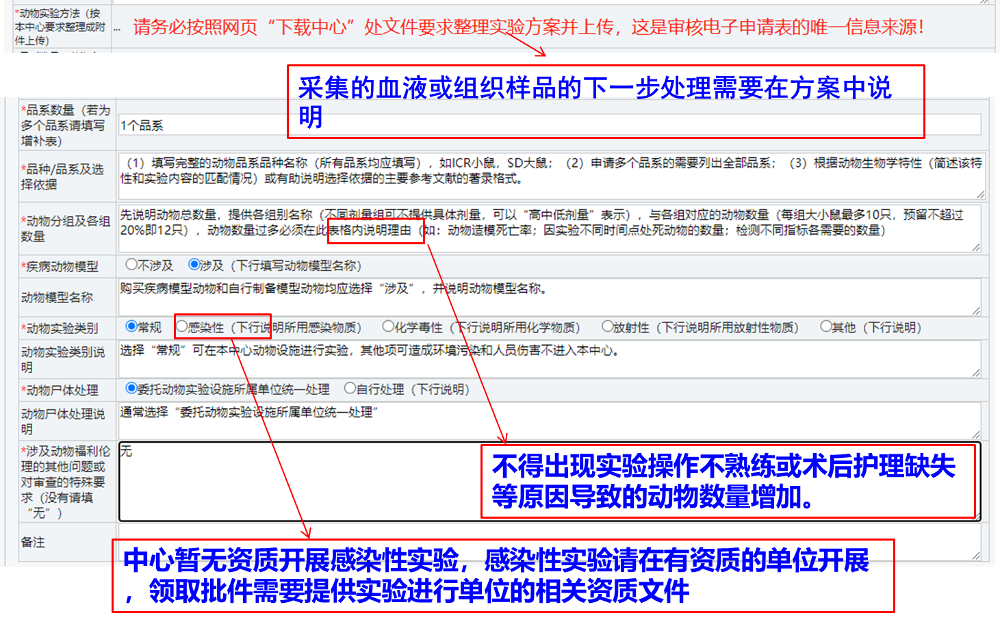 *动物实验方法（按
本中心要求整理成附
件上传）
... 请务必按照网页“下载中心”处文件要求整理实验方案并上传，这是审核电子申请表的唯一信息来源！
采集的血液或组织样品的下一步处理需要在方案中说
明
*品系数量（若为
多个品系请填写
增补表）
1个品系
*品种/品系及选
择依据
（1）填写完整的动物品系品种名称（所有品系均应填写），如ICR小鼠，SD大鼠；（2）申请多个品系的需要列出全部品系；（3）根据动物生物学特性（简述该特
性和实验内容的匹配情况）或有助说明选择依据的主要参考文献的著录格式。
*动物分组及各组
数量
先说明动物总数量，提供各组别名称（不同剂量组可不提供具体剂量，可以“高中低剂量”表示），与各组对应的动物数量（每组大小鼠最多10只，预留不超过
20%即12只），动物数量过多必须在此表格内说明理由（如：动物造模死亡率；因实验不同时间点处死动物的数量；检测不同指标各需要的数量）
*疾病动物模型
不涉及 涉及（下行填写动物模型名称）
动物模型名称
购买疾病模型动物和自行制备模型动物均应选择“涉及”，并说明动物模型名称。
*动物实验类别
常规 感染性（下行说明所用感染物质） 化学毒性（下行说明所用化学物质） 放射性（下行说明所用放射性物质） 其他（下行说明）
动物实验类别说
明
选择“常规”可在本中心动物设施进行实验，其他项可造成环境污染和人员伤害不进入本中心。
*动物尸体处理
委托动物实验设施所属单位统一处理 自行处理（下行说明）
动物尸体处理说
明
通常选择“委托动物实验设施所属单位统一处理”
*涉及动物福利伦
理的其他问题或
对审查的特殊要
求（没有请填
“无”）
无
不得出现实验操作不熟练或术后护理缺失
等原因导致的动物数量增加。
备注
中心暂无资质开展感染性实验，感染性实验请在有资质的单位开展
，领取批件需要提供实验进行单位的相关资质文件